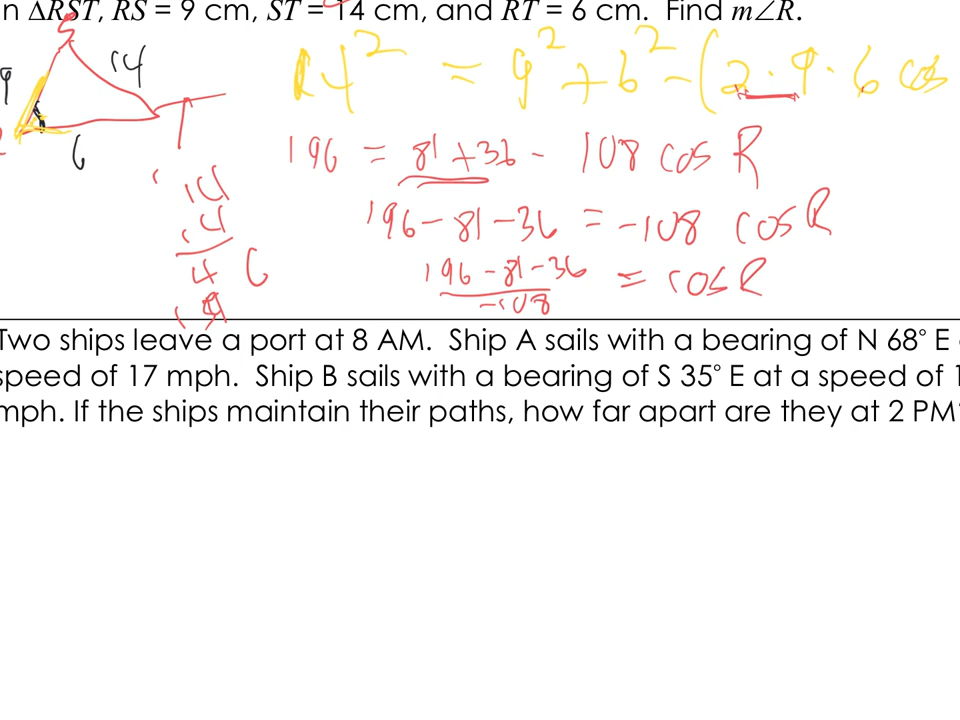 n ΔRST, RS = 9 cm, ST = 14 cm, and RT = 6 cm. Find m∠R.
S
9
14
6
T
14² = 9² + 6² - (2 · 9 · 6 cos
196 = 81 + 36 - 108 cos R
196 - 81 - 36 = -108 cos R
196 - 81 - 36 = cos R
-108
14
4 6
Two ships leave a port at 8 AM. Ship A sails with a bearing of N 68° E
speed of 17 mph. Ship B sails with a bearing of S 35° E at a speed of 1
mph. If the ships maintain their paths, how far apart are they at 2 PM